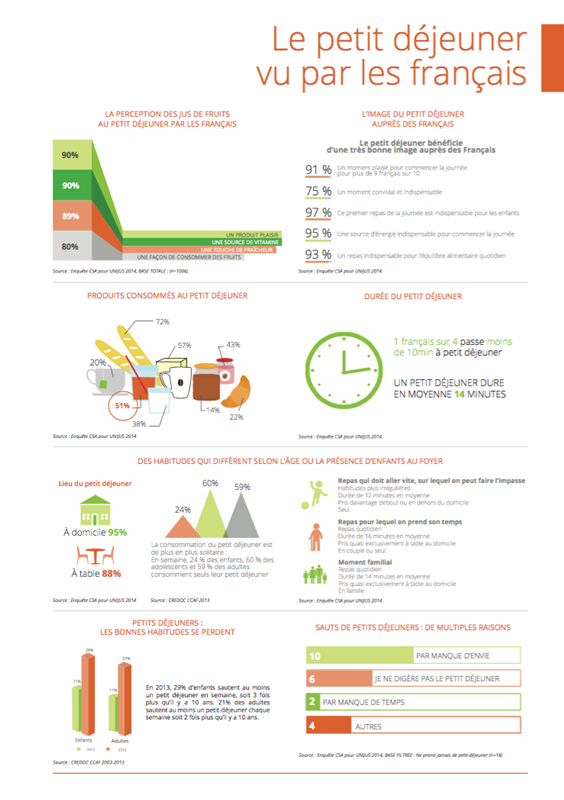 Le petit déjeuner
vu par les français
LA PERCEPTION DES JUS DE FRUITS
AU PETIT DÉJEUNER PAR LES FRANÇAIS
90%
90%
89%
80%
UN PRODUIT PLAISIR
UNE SOURCE DE VITAMINE
UNE TOUCHE DE FRAÎCHEUR
UNE FAÇON DE CONSOMMER DES FRUITS
Source : Enquête CSA pour UNIJUS 2014, BASE TOTALE : (n=1006)
L'IMAGE DU PETIT DÉJEUNER
AUPRÈS DES FRANÇAIS
Le petit déjeuner bénéficie
d'une très bonne image auprès des Français
91 % Un moment plaisir pour commencer la journée
pour plus de 9 français sur 10
75 % Un moment convivial et indispensable
97 % Ce premier repas de la journée est indispensable pour les enfants
95 % Une source d'énergie indispensable pour commencer la journée
93 % Un repas indispensable pour l'équilibre alimentaire quotidien
Source : Enquête CSA pour UNIJUS 2014
PRODUITS CONSOMMÉS AU PETIT DÉJEUNER
72%
57%
43%
20%
51%
38%
14%
22%
Source : Enquête CSA pour UNIJUS 2014
DURÉE DU PETIT DÉJEUNER
1 français sur 4 passe moins
de 10min à petit déjeuner
UN PETIT DÉJEUNER DURE
EN MOYENNE 14 MINUTES
Source : Enquête CSA pour UNIJUS 2014
DES HABITUDES QUI DIFFÈRENT SELON L'ÂGE OU LA PRÉSENCE D'ENFANTS AU FOYER
Lieu du petit déjeuner
À domicile 95%
À table 88%
Source : Enquête CSA pour UNIJUS 2014
24%
60%
59%
La consommation du petit déjeuner est
de plus en plus solitaire :
En semaine, 24 % des enfants, 60 % des
adolescents et 59 % des adultes
consomment seuls leur petit déjeuner
Source : CREDOC CCAF 2013
Repas qui doit aller vite, sur lequel on peut faire l'impasse
Habitudes plus irrégulières
Durée de 12 minutes en moyenne
Pris davantage debout ou en dehors du domicile
Seul
Repas pour lequel on prend son temps
Repas quotidien
Durée de 16 minutes en moyenne
Pris quasi exclusivement à table au domicile
En couple ou seul
Moment familial
Repas quotidien
Durée de 14 minutes en moyenne
Pris quasi exclusivement à table au domicile
En famille
Source : Enquête CSA pour UNIJUS 2014
PETITS DÉJEUNERS :
LES BONNES HABITUDES SE PERDENT
11%
29%
11%
21%
Enfants
Adultes
2003
2013
En 2013, 29% d'enfants sautent au moins
un petit déjeuner en semaine, soit 3 fois
plus qu'il y a 10 ans. 21% des adultes
sautent au moins un petit-déjeuner chaque
semaine soit 2 fois plus qu'il y a 10 ans.
Source : CREDOC CCAF 2003-2013
SAUTS DE PETITS DÉJEUNERS : DE MULTIPLES RAISONS
10 PAR MANQUE D'ENVIE
6 JE NE DIGÈRE PAS LE PETIT DÉJEUNER
2 PAR MANQUE DE TEMPS
4 AUTRES
Source : Enquête CSA pour UNIJUS 2014, BASE FILTREE : Ne prend jamais de petit-déjeuner (n=18)